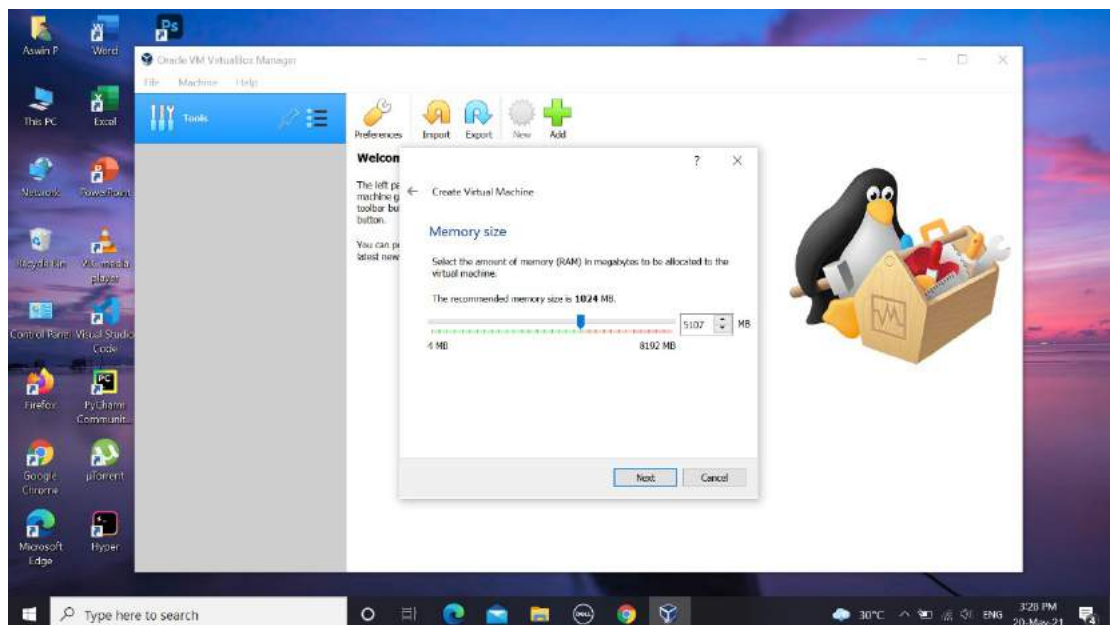 Aswin P
Word
Ps
Oracle VM VirtualBox Manager
File Machine Help
This PC
Excel
Tools
Preferences Import Export New Add
Network
PowerPoint
Welcom
The left pa
machine g
toolbar bu
button.
You can pr
latest new
? ×
Create Virtual Machine
Memory size
Select the amount of memory (RAM) in megabytes to be allocated to the
virtual machine.
The recommended memory size is 1024 MB.
5107 MB
4 MB 8192 MB
Next Cancel
Recycle Bin
VLC media
player
Control Panel
Visual Studio
Code
Firefox
PC
PyCharm
Communit...
Google
Chrome
µTorrent
Microsoft
Edge
Hyper
Type here to search
DELL
30°C
ENG
3:28 PM
20-May-21
4